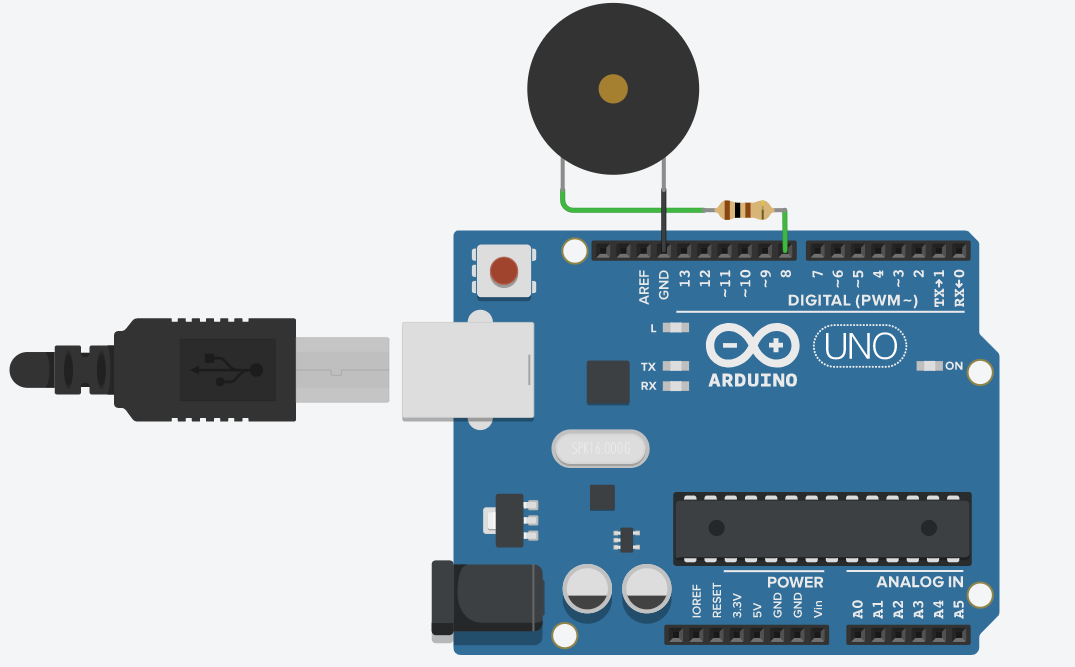 AREF
GND
13
12
~11
~10
~9
8
7
~6
~5
4
~3
2
TX→1
RX←0
DIGITAL (PWM~)
L
TX
RX
ARDUINO
UNO
ON
SPK16.000G
POWER
ANALOG IN
IOREF
RESET
3.3V
5V
GND
GND
Vin
A0
A1
A2
A3
A4
A5